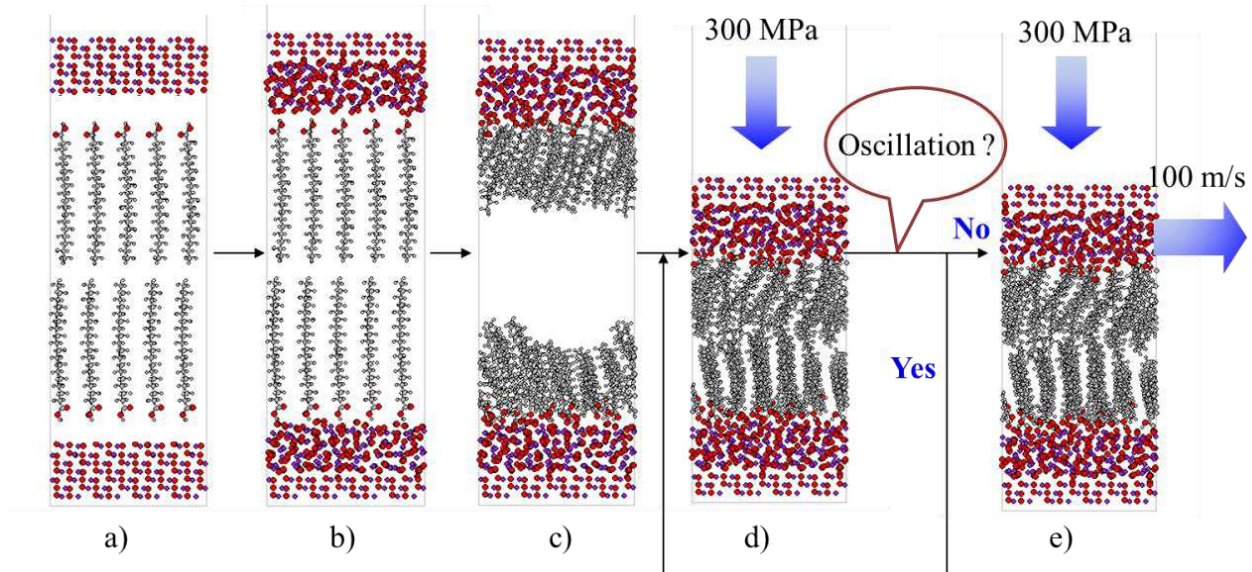 300 MPa
300 MPa
Oscillation ?
100 m/s
No
Yes
a)
b)
c)
d)
e)